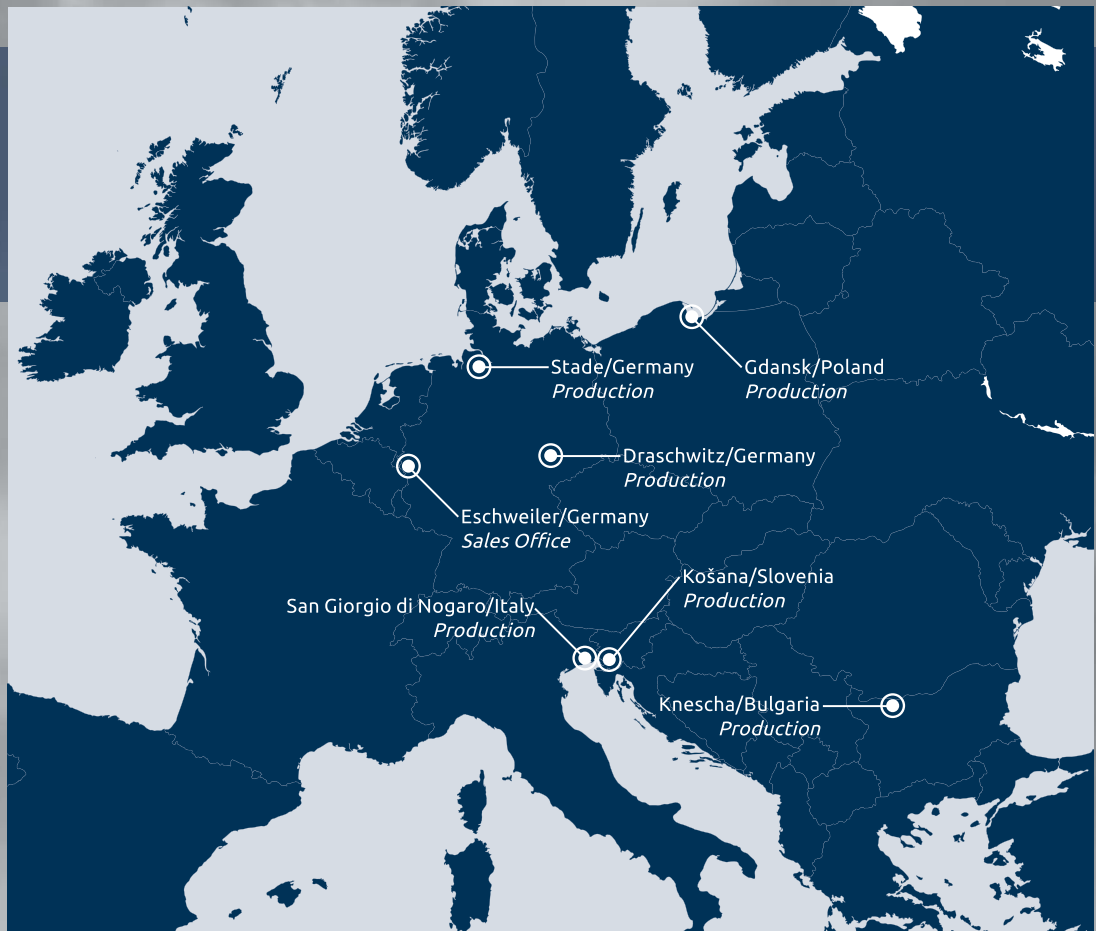 Stade/Germany
Production
Gdansk/Poland
Production
Draschwitz/Germany
Production
Eschweiler/Germany
Sales Office
Košana/Slovenia
Production
San Giorgio di Nogaro/Italy
Production
Knescha/Bulgaria
Production